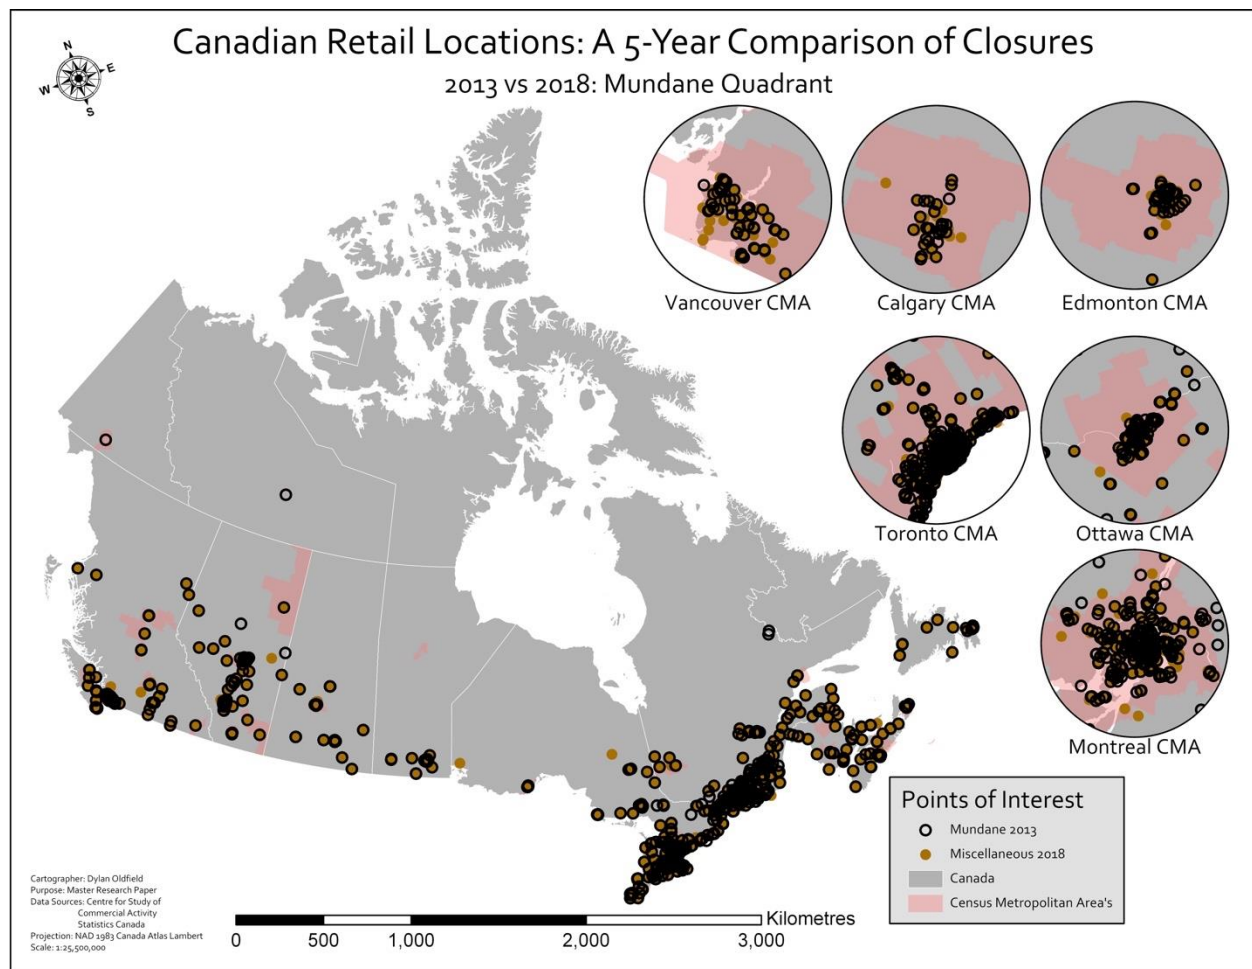 Canadian Retail Locations: A 5-Year Comparison of Closures
2013 vs 2018: Mundane Quadrant
N
E
W
S
Vancouver CMA
Calgary CMA
Edmonton CMA
Toronto CMA
Ottawa CMA
Montreal CMA
Points of Interest
Mundane 2013
Miscellaneous 2018
Canada
Census Metropolitan Area's
Cartographer: Dylan Oldfield
Purpose: Master Research Paper
Data Sources: Centre for Study of
Commercial Activity
Statistics Canada
Projection: NAD 1983 Canada Atlas Lambert
Scale: 1:25,500,000
Kilometres
0 500 1,000 2,000 3,000